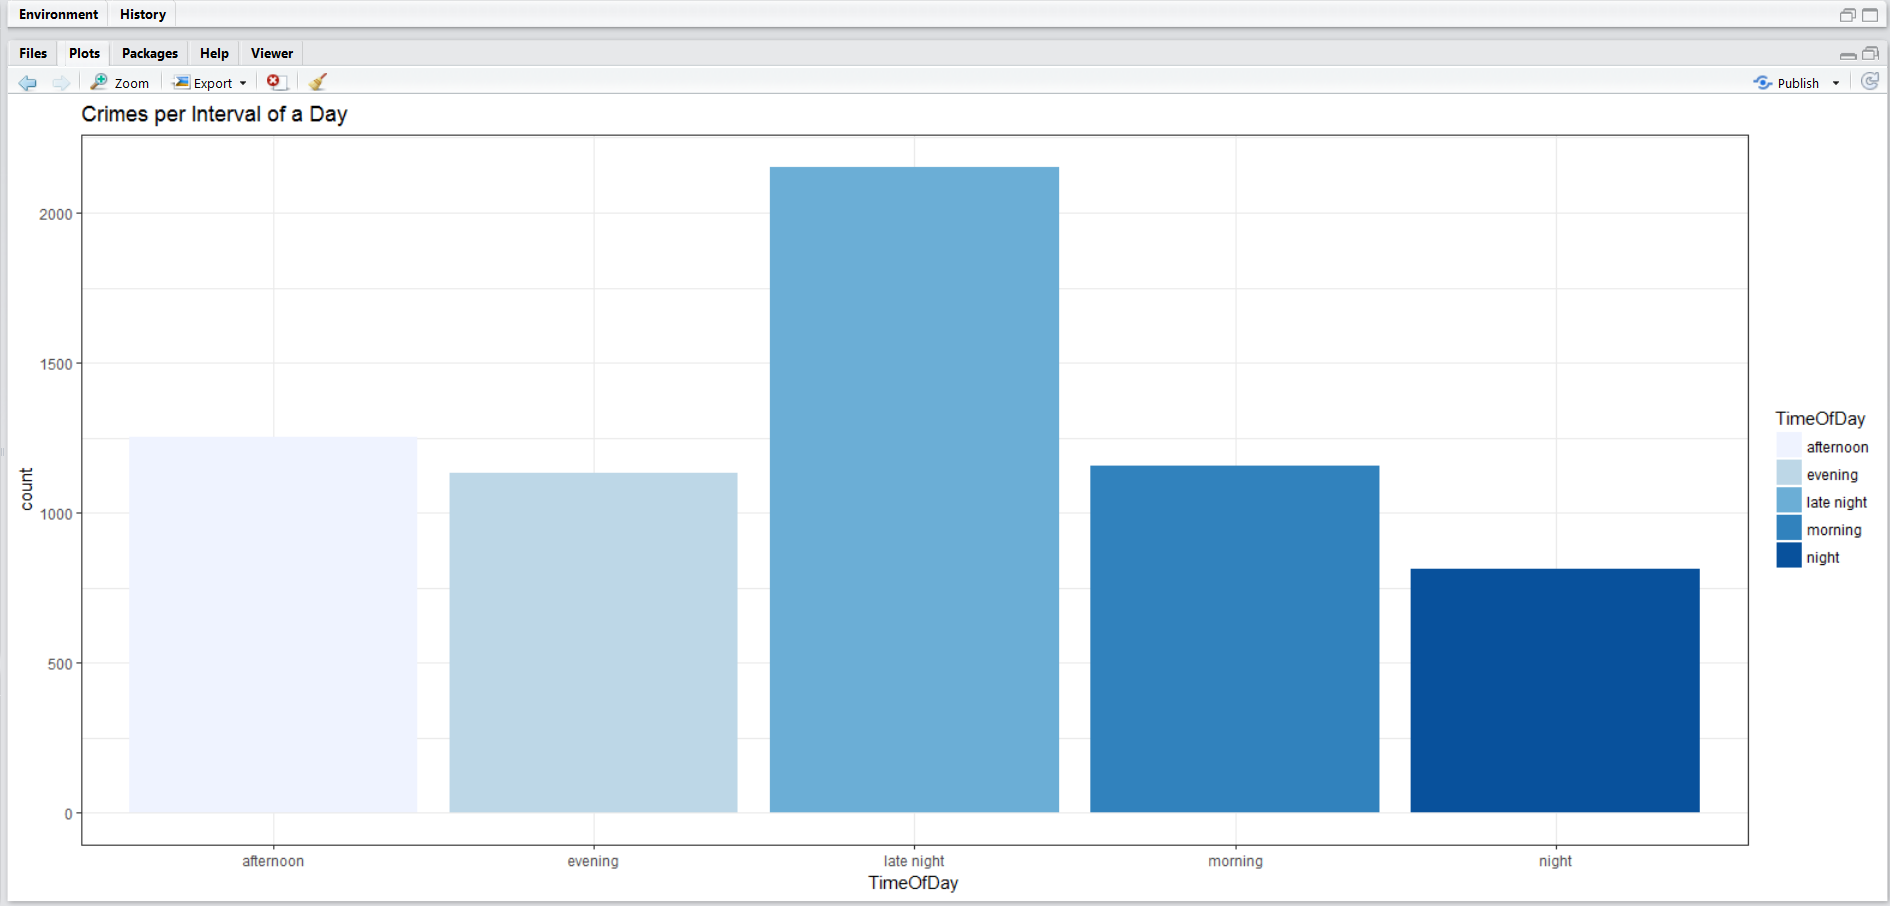 Environment History
Files Plots Packages Help Viewer
Zoom Export Publish
Crimes per Interval of a Day
2000
1500
1000
500
0
count
afternoon evening late night morning night
TimeOfDay
TimeOfDay
afternoon
evening
late night
morning
night